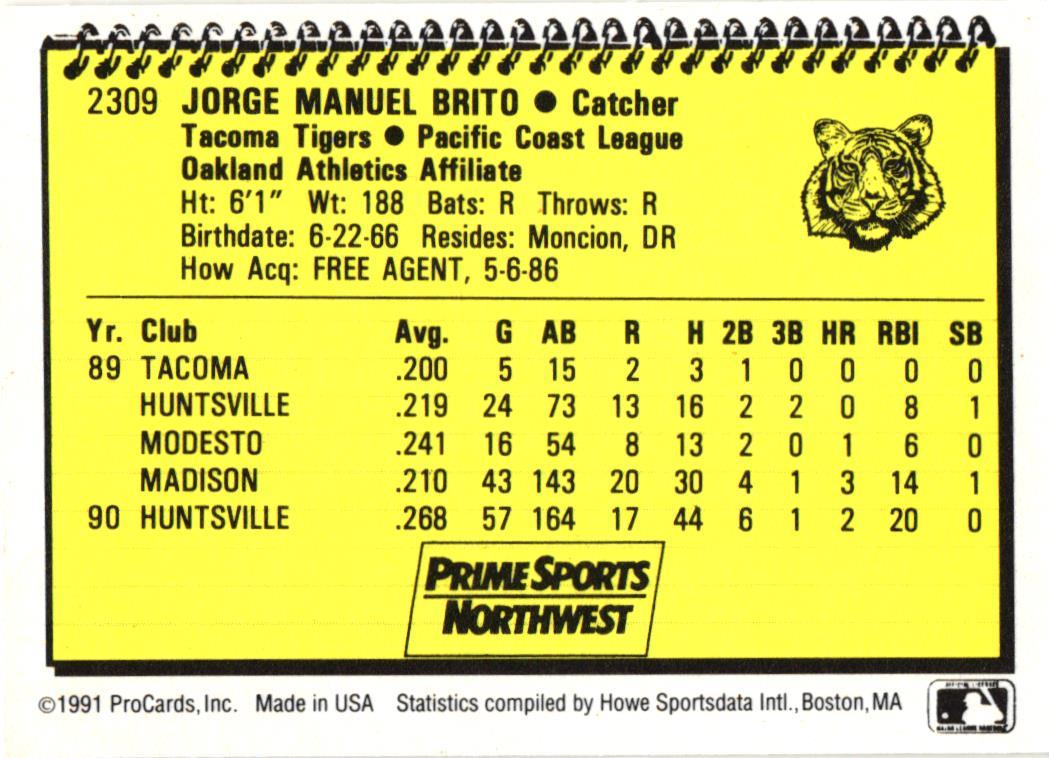 2309 JORGE MANUEL BRITO ● Catcher
Tacoma Tigers ● Pacific Coast League
Oakland Athletics Affiliate
Ht: 6'1" Wt: 188 Bats: R Throws: R
Birthdate: 6-22-66 Resides: Moncion, DR
How Acq: FREE AGENT, 5-6-86
Yr. Club Avg. G AB R H 2B 3B HR RBI SB
89 TACOMA .200 5 15 2 3 1 0 0 0 0
HUNTSVILLE .219 24 73 13 16 2 2 0 8 1
MODESTO .241 16 54 8 13 2 0 1 6 0
MADISON .210 43 143 20 30 4 1 3 14 1
90 HUNTSVILLE .268 57 164 17 44 6 1 2 20 0
PRIME SPORTS
NORTHWEST
©1991 ProCards, Inc. Made in USA Statistics compiled by Howe Sportsdata Intl., Boston, MA